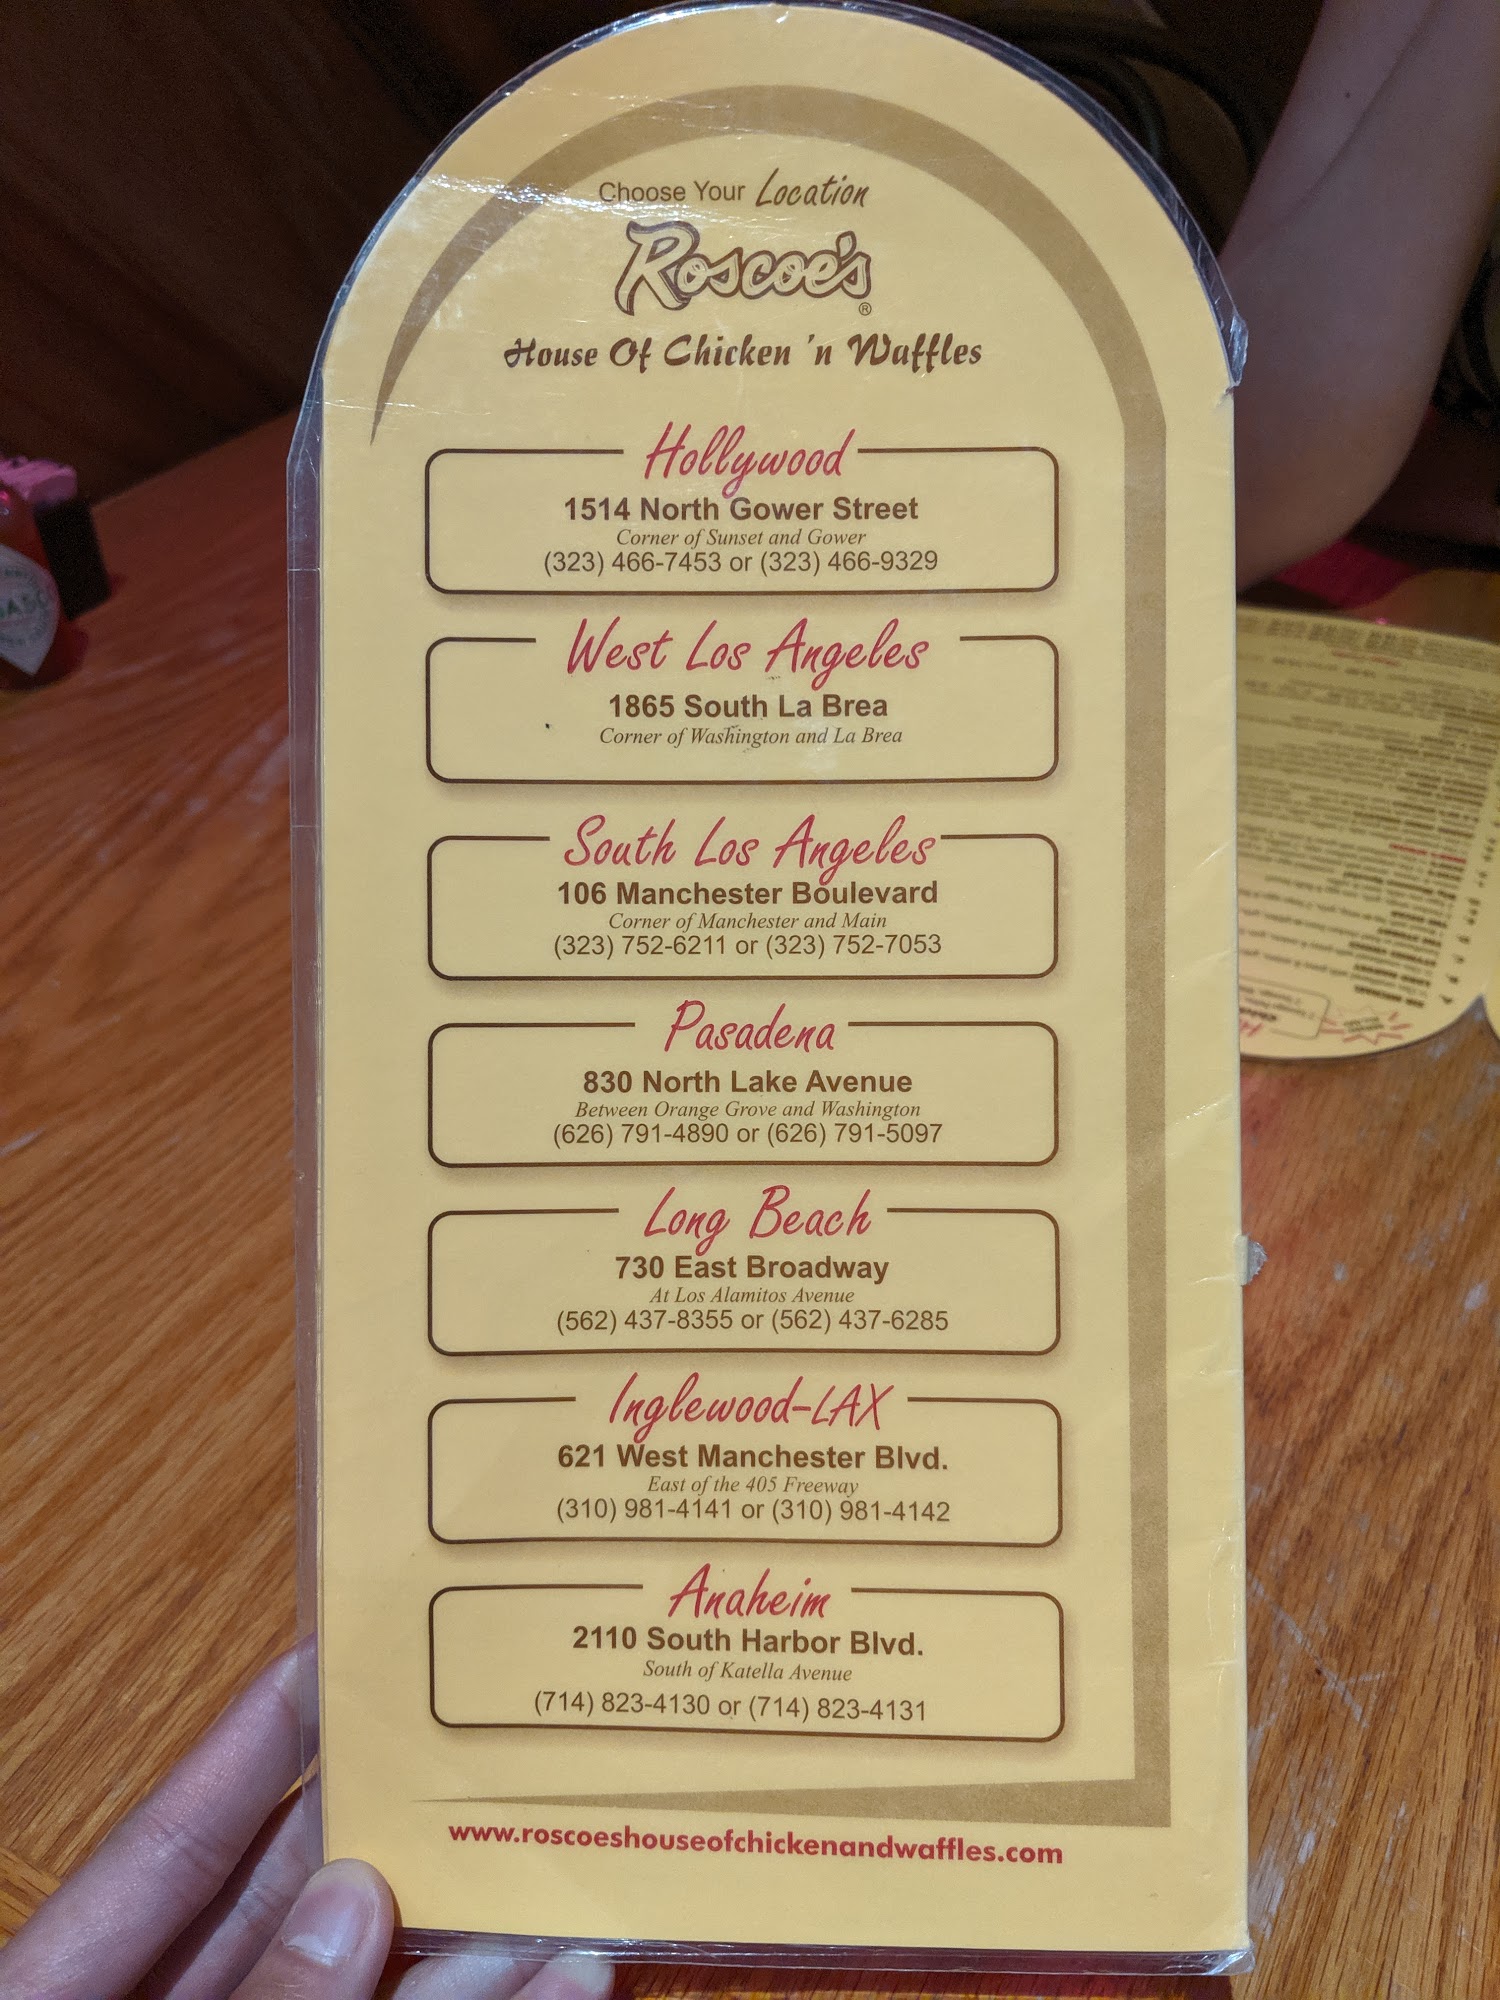 Choose Your Location
Roscoe's®
House Of Chicken 'n Waffles
Hollywood
1514 North Gower Street
Corner of Sunset and Gower
(323) 466-7453 or (323) 466-9329
West Los Angeles
1865 South La Brea
Corner of Washington and La Brea
South Los Angeles
106 Manchester Boulevard
Corner of Manchester and Main
(323) 752-6211 or (323) 752-7053
Pasadena
830 North Lake Avenue
Between Orange Grove and Washington
(626) 791-4890 or (626) 791-5097
Long Beach
730 East Broadway
At Los Alamitos Avenue
(562) 437-8355 or (562) 437-6285
Inglewood-LAX
621 West Manchester Blvd.
East of the 405 Freeway
(310) 981-4141 or (310) 981-4142
Anaheim
2110 South Harbor Blvd.
South of Katella Avenue
(714) 823-4130 or (714) 823-4131
www.roscoeshouseofchickenandwaffles.com